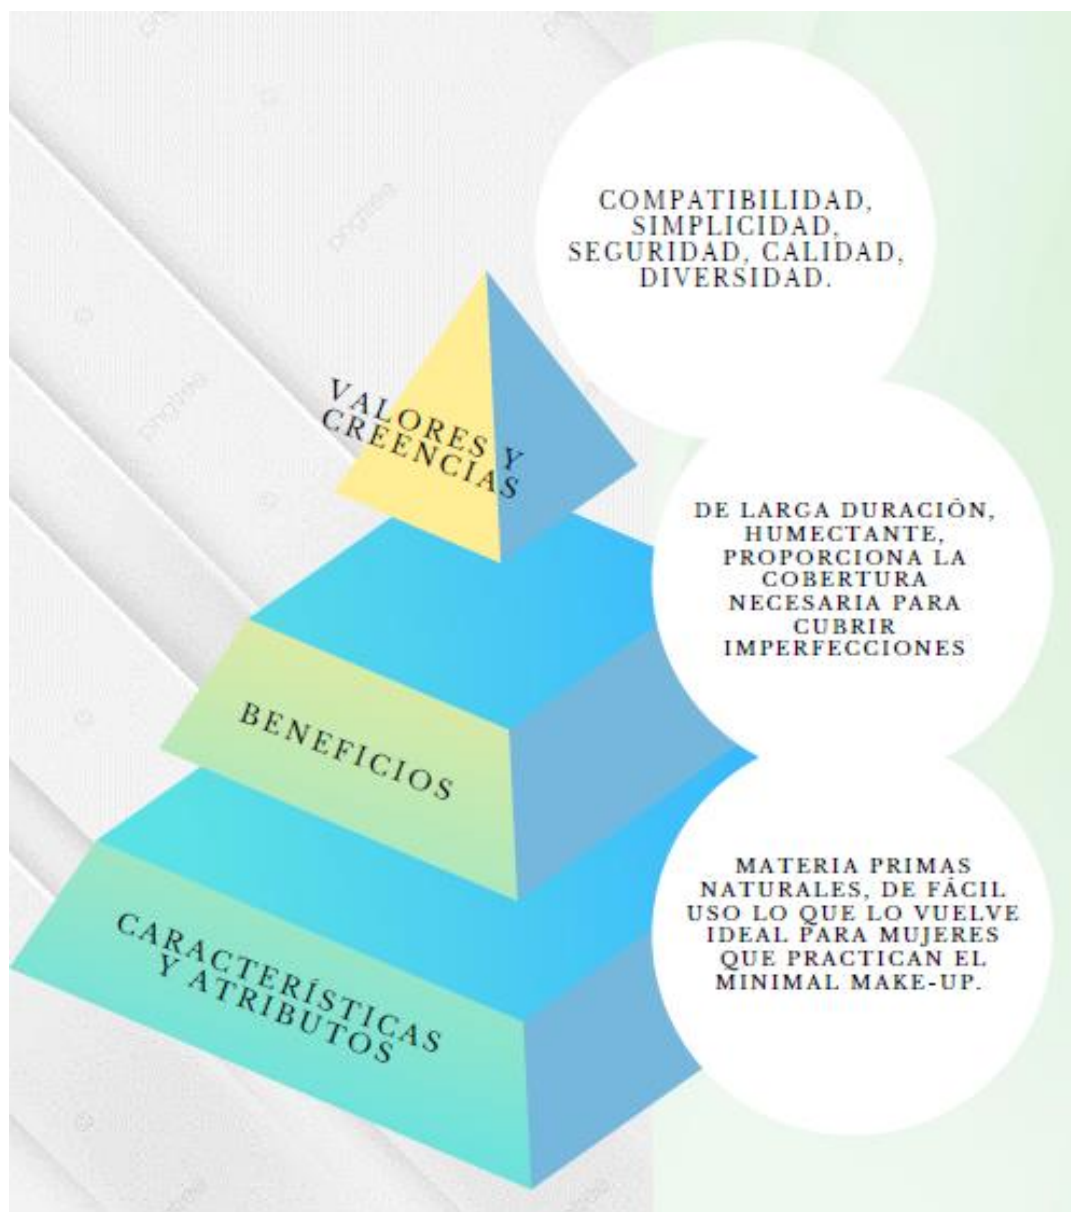 COMPATIBILIDAD,
SIMPLICIDAD,
SEGURIDAD, CALIDAD,
DIVERSIDAD.
VALORES Y
CREENCIAS
DE LARGA DURACIÓN,
HUMECTANTE,
PROPORCIONA LA
COBERTURA
NECESARIA PARA
CUBRIR
IMPERFECCIONES
BENEFICIOS
MATERIA PRIMAS
NATURALES, DE FÁCIL
USO LO QUE LO VUELVE
IDEAL PARA MUJERES
QUE PRACTICAN EL
MINIMAL MAKE-UP.
CARACTERÍSTICAS
Y ATRIBUTOS